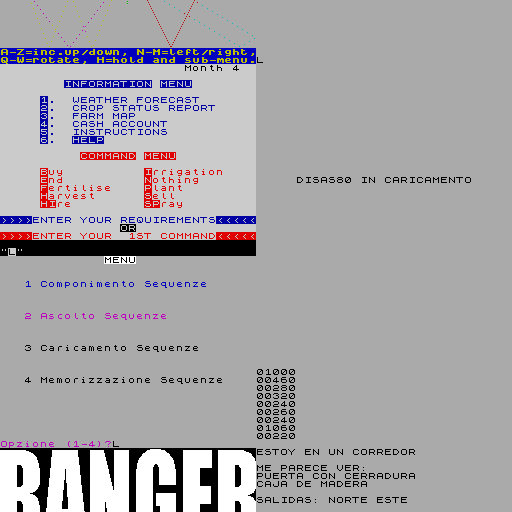 A-Z=inc.up/down, N-M=left/right,
Q-W=rotate, H=hold and sub-menu.L
Month 4
INFORMATION MENU
1. WEATHER FORECAST
2. CROP STATUS REPORT
3. FARM MAP
4. CASH ACCOUNT
5. INSTRUCTIONS
6. HELP
COMMAND MENU
Buy Irrigation
End Nothing
Fertilise Plant
Harvest Sell
HIre SPray
>>>>ENTER YOUR REQUIREMENTS<<<<<
OR
>>>>ENTER YOUR 1ST COMMAND<<<<<
"L"
DISAS80 IN CARICAMENTO
MENU
1 Componimento Sequenze
2 Ascolto Sequenze
3 Caricamento Sequenze
4 Memorizzazione Sequenze
Opzione (1-4)?L
01000
00460
00280
00320
00240
00260
00240
01060
00220
RANGER
ESTOY EN UN CORREDOR
ME PARECE VER:
PUERTA CON CERRADURA
CAJA DE MADERA
SALIDAS: NORTE ESTE